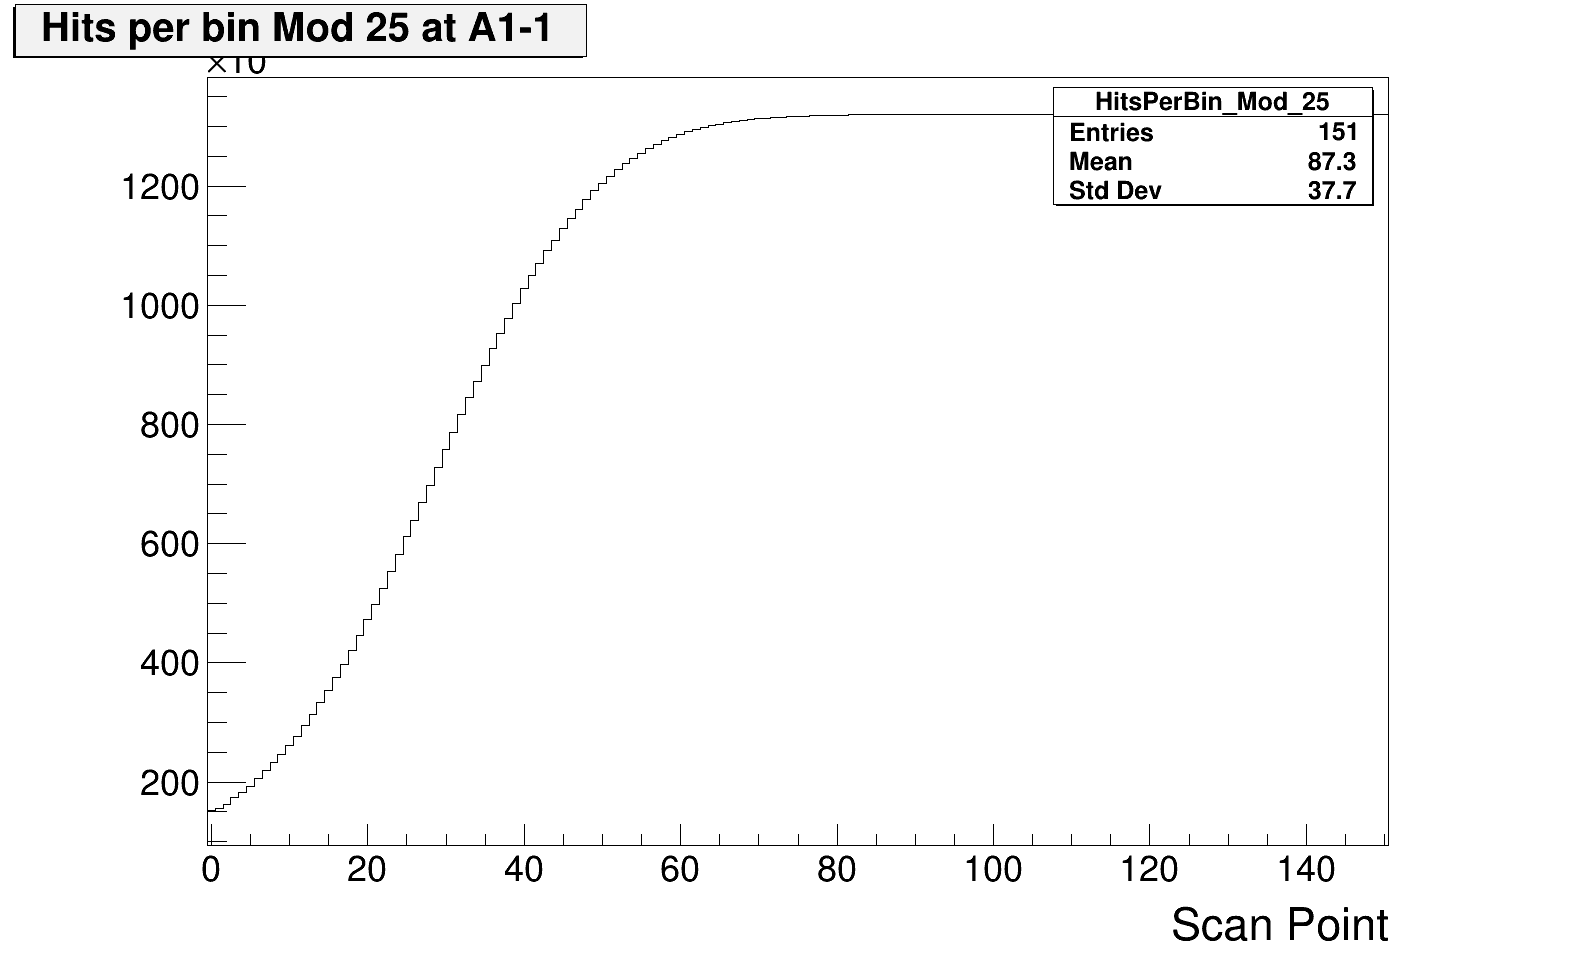 Hits per bin Mod 25 at A1-1
×10
HitsPerBin_Mod_25
Entries 151
Mean 87.3
Std Dev 37.7
1200
1000
800
600
400
200
0 20 40 60 80 100 120 140
Scan Point